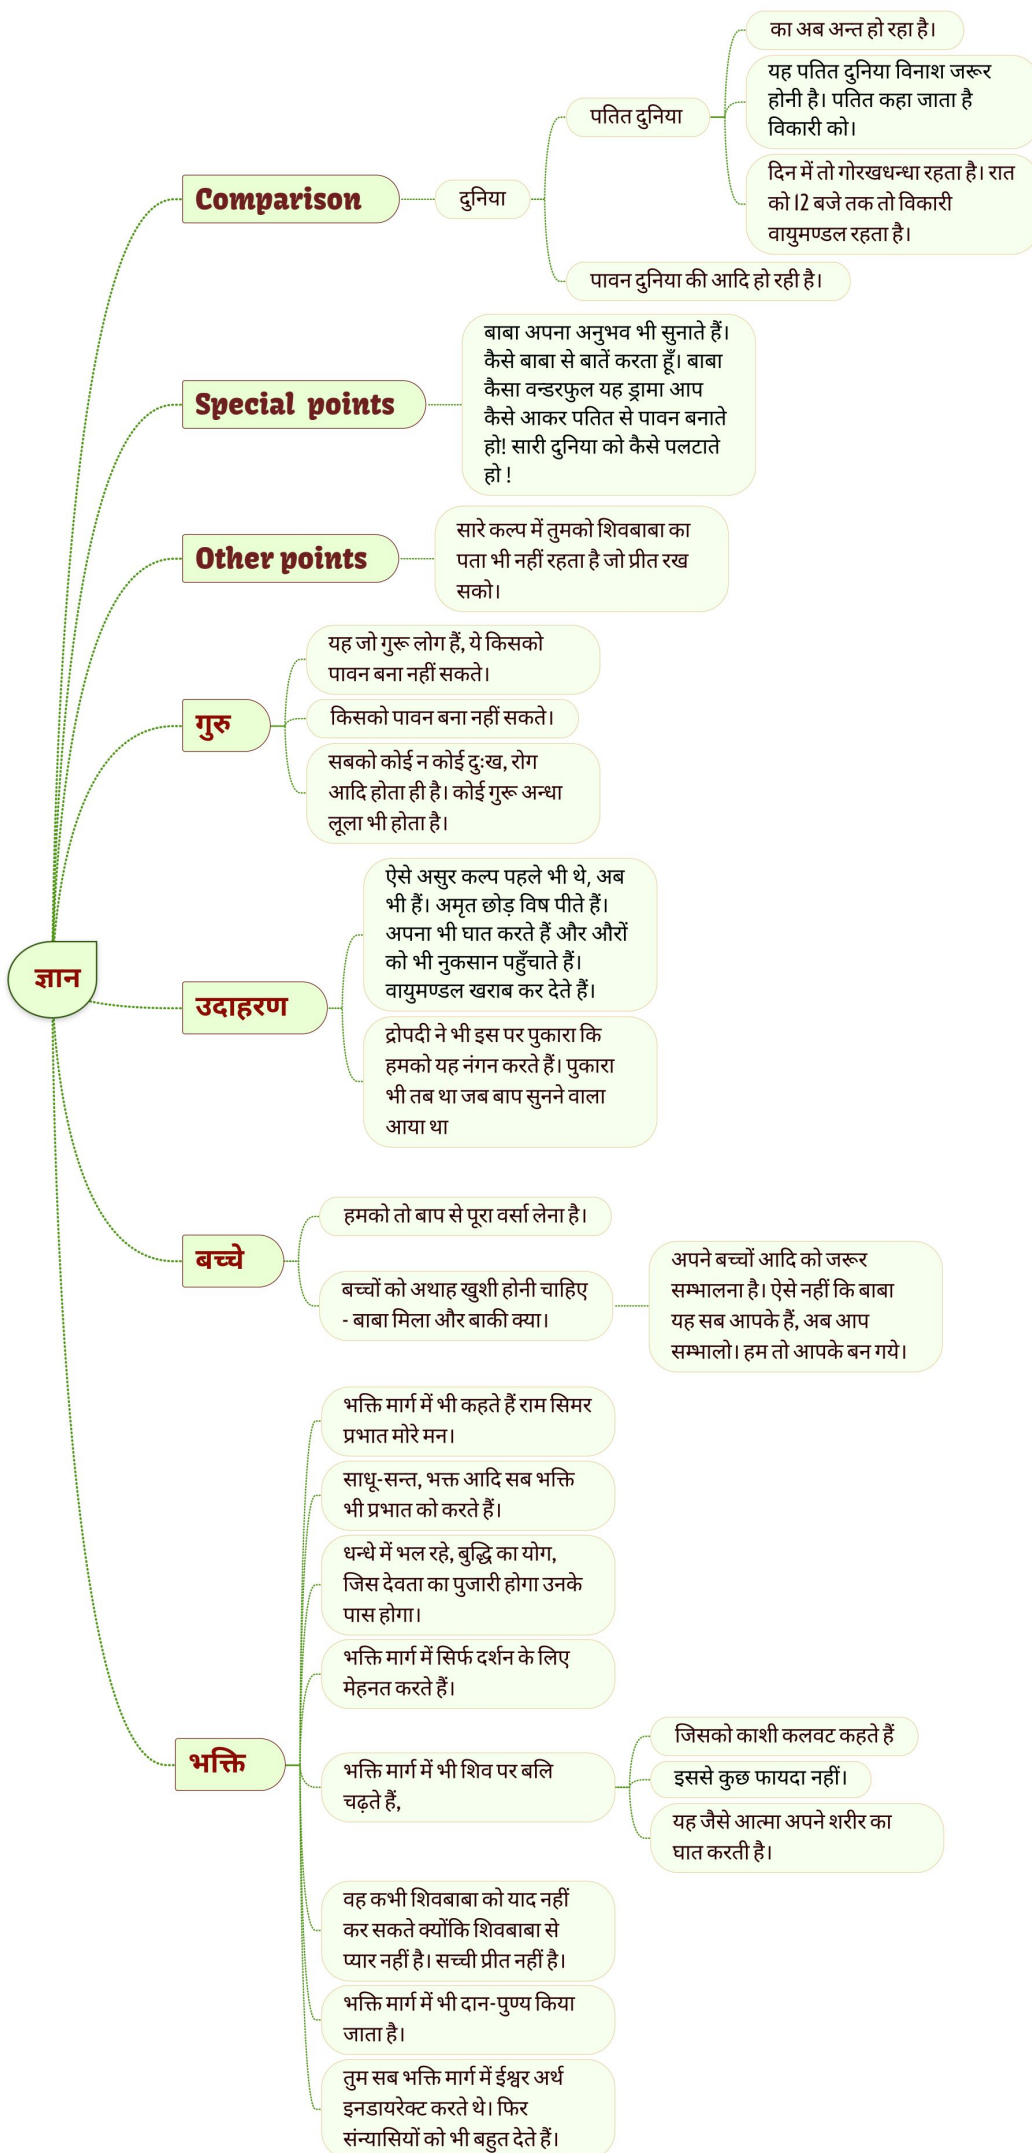 ज्ञान
Comparison
दुनिया
पतित दुनिया
का अब अन्त हो रहा है।
यह पतित दुनिया विनाश जरूर
होनी है। पतित कहा जाता है
विकारी को।
दिन में तो गोरखधन्धा रहता है। रात
को 12 बजे तक तो विकारी
वायुमण्डल रहता है।
पावन दुनिया की आदि हो रही है।
Special points
बाबा अपना अनुभव भी सुनाते हैं।
कैसे बाबा से बातें करता हूँ। बाबा
कैसा वन्डरफुल यह ड्रामा आप
कैसे आकर पतित से पावन बनाते
हो! सारी दुनिया को कैसे पलटाते
हो !
Other points
सारे कल्प में तुमको शिवबाबा का
पता भी नहीं रहता है जो प्रीत रख
सको।
गुरु
यह जो गुरू लोग हैं, ये किसको
पावन बना नहीं सकते।
किसको पावन बना नहीं सकते।
सबको कोई न कोई दुःख, रोग
आदि होता ही है। कोई गुरू अन्धा
लूला भी होता है।
उदाहरण
ऐसे असुर कल्प पहले भी थे, अब
भी हैं। अमृत छोड़ विष पीते हैं।
अपना भी घात करते हैं और औरों
को भी नुकसान पहुँचाते हैं।
वायुमण्डल खराब कर देते हैं।
द्रोपदी ने भी इस पर पुकारा कि
हमको यह नंगन करते हैं। पुकारा
भी तब था जब बाप सुनने वाला
आया था
बच्चे
हमको तो बाप से पूरा वर्सा लेना है।
बच्चों को अथाह खुशी होनी चाहिए
- बाबा मिला और बाकी क्या।
अपने बच्चों आदि को जरूर
सम्भालना है। ऐसे नहीं कि बाबा
यह सब आपके हैं, अब आप
सम्भालो। हम तो आपके बन गये।
भक्ति
भक्ति मार्ग में भी कहते हैं राम सिमर
प्रभात मोरे मन।
साधू-सन्त, भक्त आदि सब भक्ति
भी प्रभात को करते हैं।
धन्धे में भल रहे, बुद्धि का योग,
जिस देवता का पुजारी होगा उनके
पास होगा।
भक्ति मार्ग में सिर्फ दर्शन के लिए
मेहनत करते हैं।
भक्ति मार्ग में भी शिव पर बलि
चढ़ते हैं,
जिसको काशी कलवट कहते हैं
इससे कुछ फायदा नहीं।
यह जैसे आत्मा अपने शरीर का
घात करती है।
वह कभी शिवबाबा को याद नहीं
कर सकते क्योंकि शिवबाबा से
प्यार नहीं है। सच्ची प्रीत नहीं है।
भक्ति मार्ग में भी दान-पुण्य किया
जाता है।
तुम सब भक्ति मार्ग में ईश्वर अर्थ
इनडायरेक्ट करते थे। फिर
संन्यासियों को भी बहुत देते हैं।